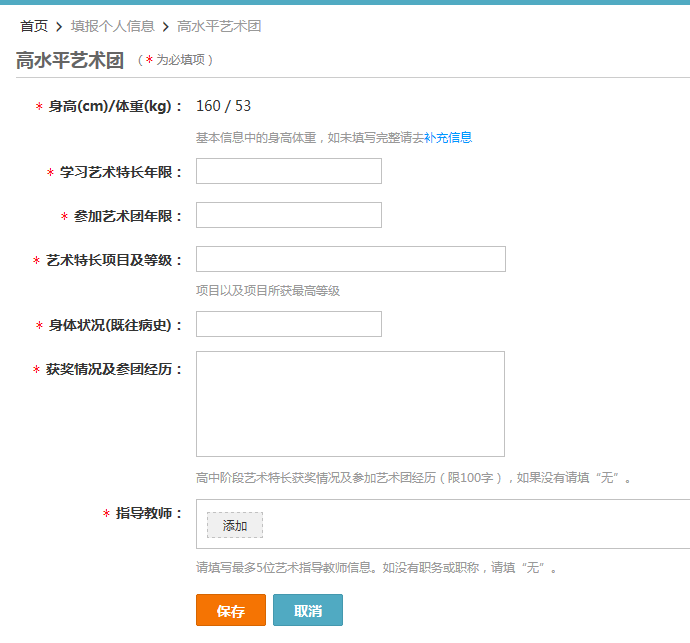 首页 > 填报个人信息 > 高水平艺术团
高水平艺术团 （ * 为必填项 ）
* 身高(cm)/体重(kg)： 160 / 53
基本信息中的身高体重，如未填写完整请去补充信息
* 学习艺术特长年限：
* 参加艺术团年限：
* 艺术特长项目及等级：
项目以及项目所获最高等级
* 身体状况(既往病史)：
* 获奖情况及参团经历：
高中阶段艺术特长获奖情况及参加艺术团经历（限100字），如果没有请填“无”。
* 指导教师：
添加
请填写最多5位艺术指导教师信息。如没有职务或职称，请填“无”。
保存 取消